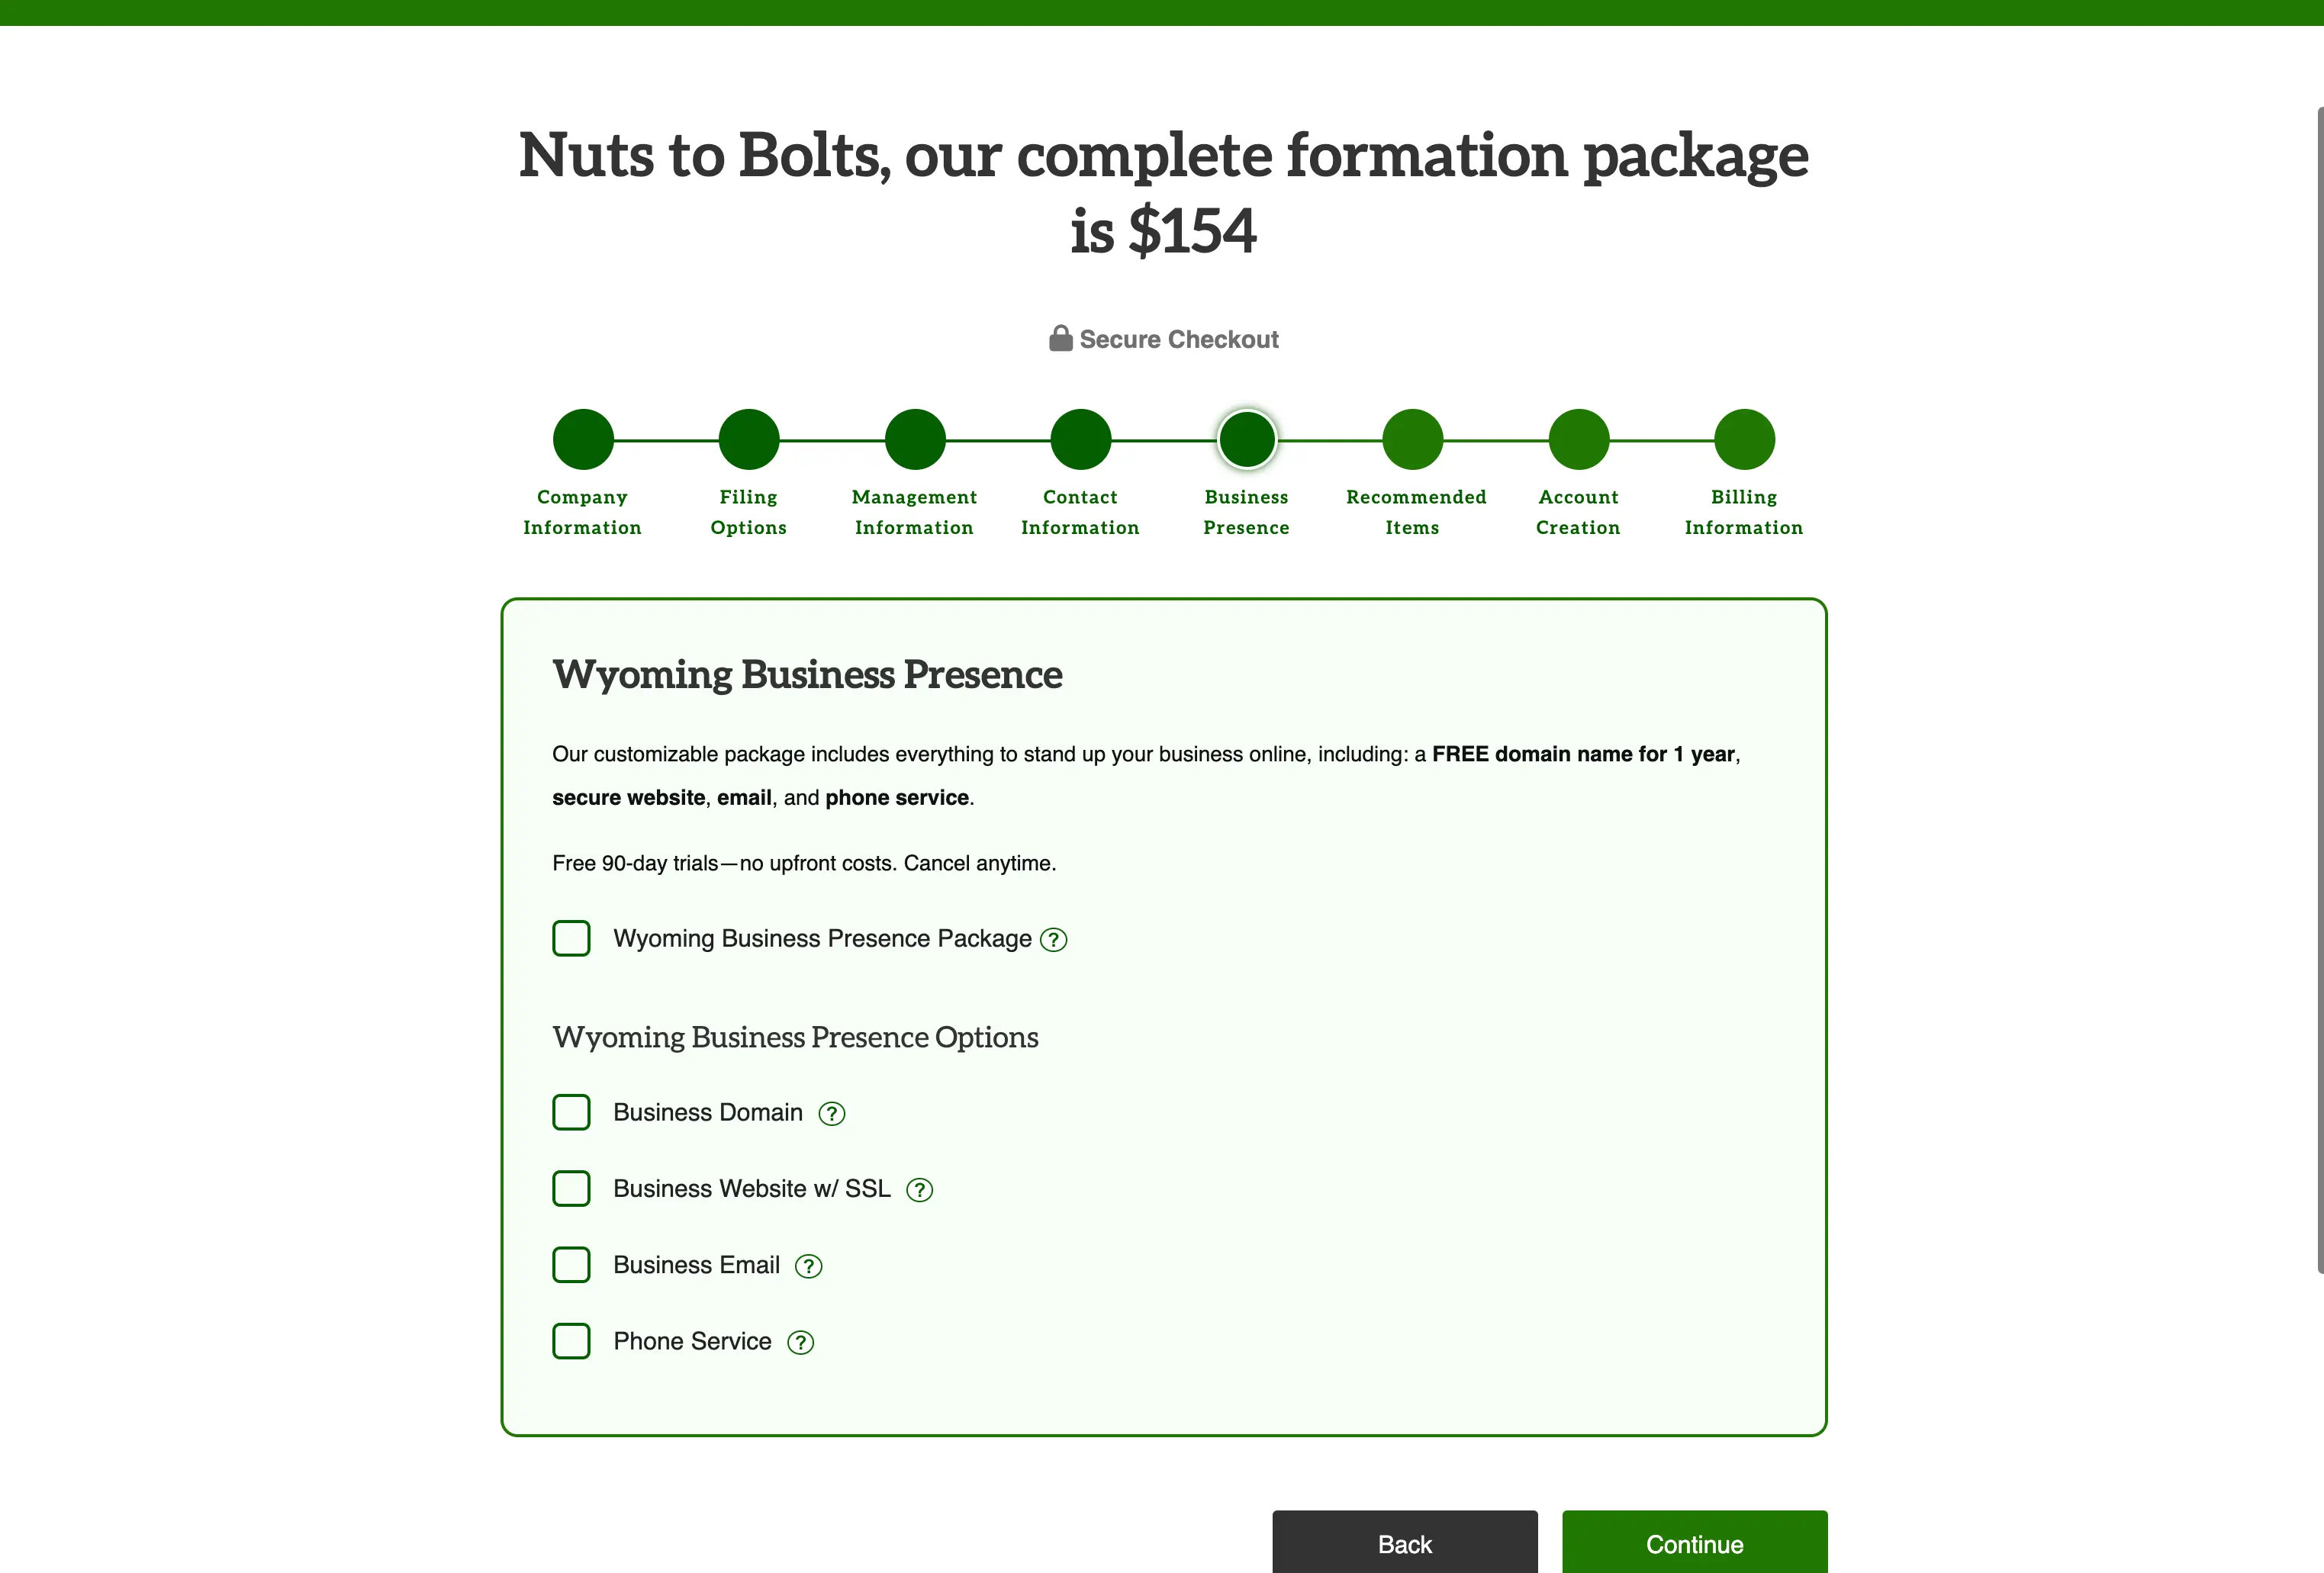 Nuts to Bolts, our complete formation package
is $154
Secure Checkout
Company
Information
Filing
Options
Management
Information
Contact
Information
Business
Presence
Recommended
Items
Account
Creation
Billing
Information
Wyoming Business Presence
Our customizable package includes everything to stand up your business online, including: a FREE domain name for 1 year,
secure website, email, and phone service.
Free 90-day trials—no upfront costs. Cancel anytime.
Wyoming Business Presence Package ?
Wyoming Business Presence Options
Business Domain ?
Business Website w/ SSL ?
Business Email ?
Phone Service ?
Back
Continue